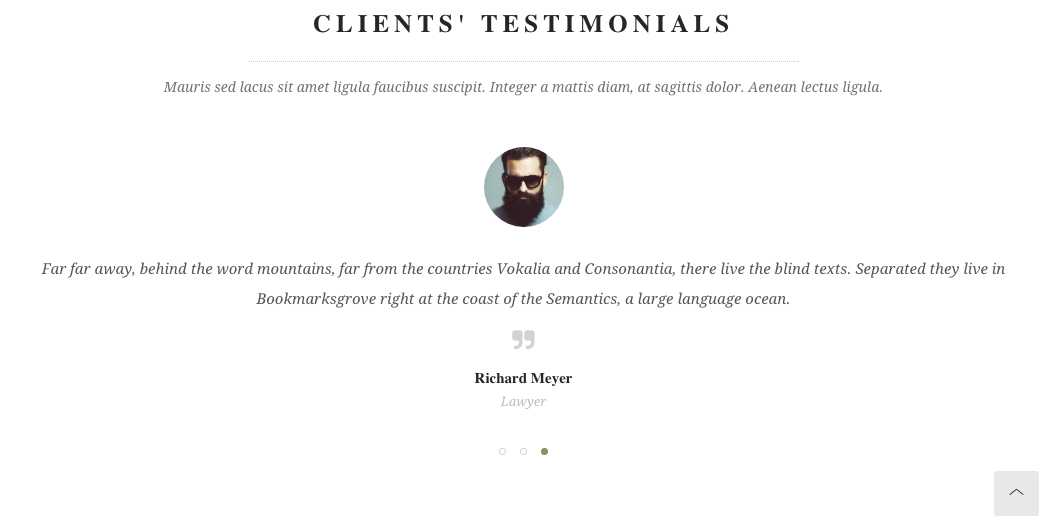 CLIENTS' TESTIMONIALS
Mauris sed lacus sit amet ligula faucibus suscipit. Integer a mattis diam, at sagittis dolor. Aenean lectus ligula.
Far far away, behind the word mountains, far from the countries Vokalia and Consonantia, there live the blind texts. Separated they live in
Bookmarksgrove right at the coast of the Semantics, a large language ocean.
”
Richard Meyer
Lawyer